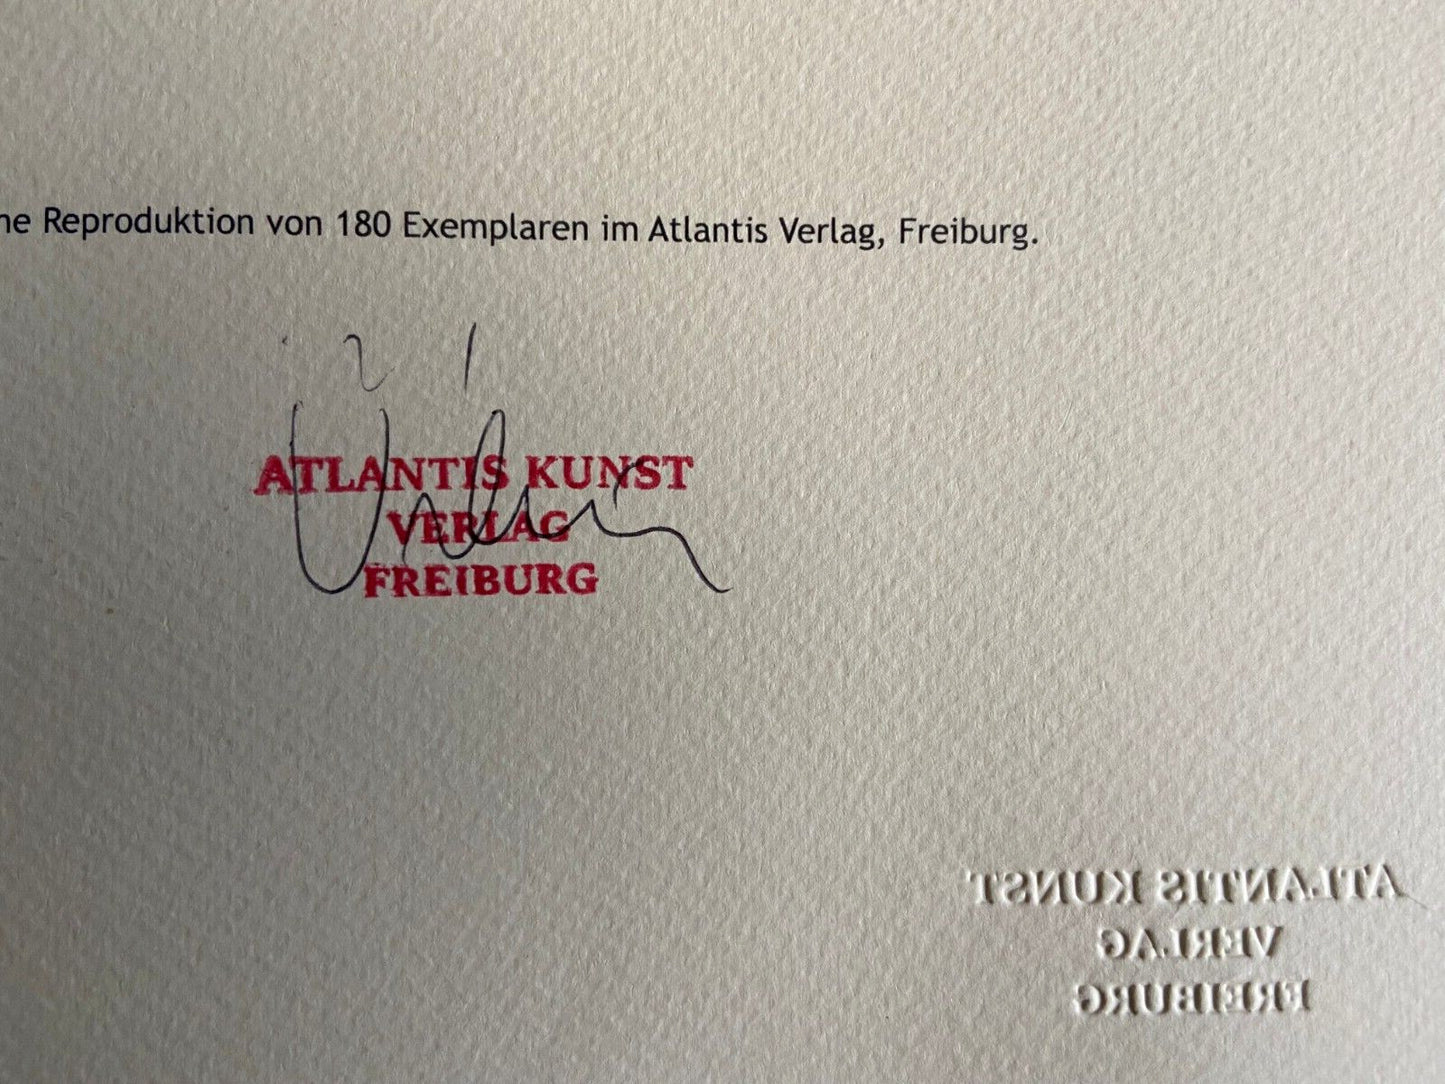 ne Reproduktion von 180 Exemplaren im Atlantis Verlag, Freiburg.
ATLANTIS KUNST
VERLAG
FREIBURG
ATLANTIS KUNST
VERLAG
FREIBURG